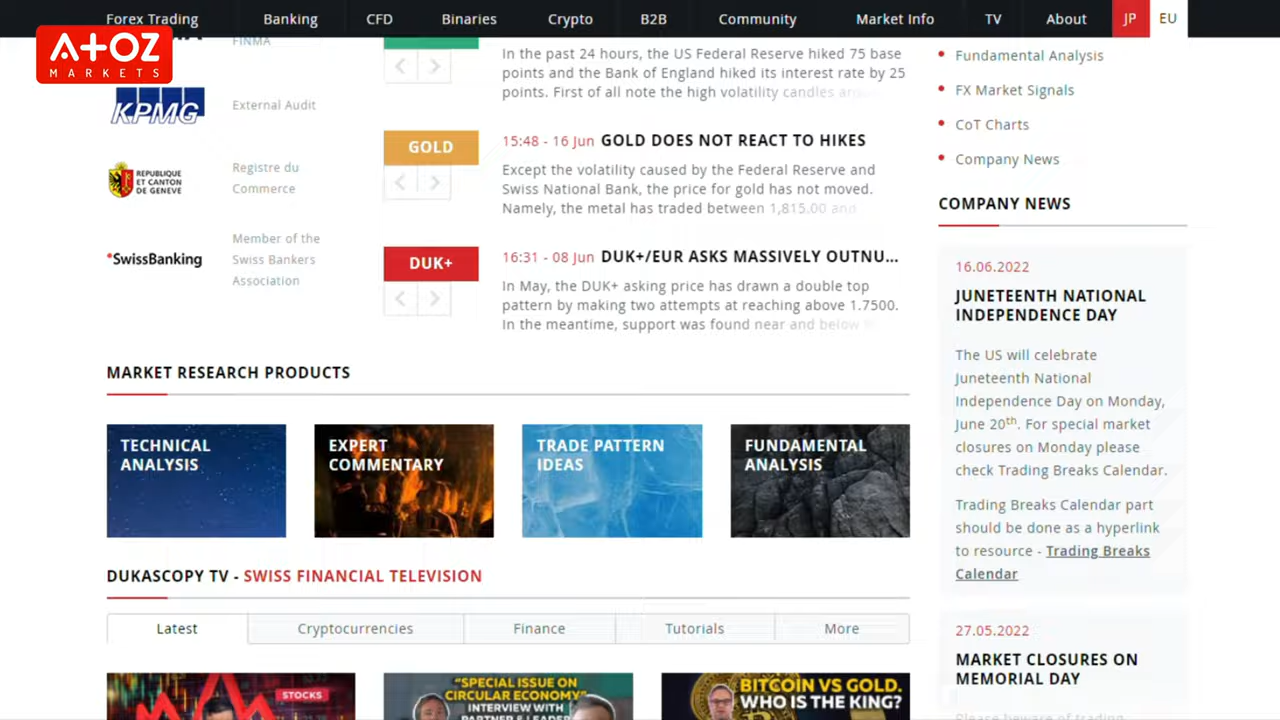 Forex Trading
Banking
CFD
Binaries
Crypto
B2B
Community
Market Info
TV
About
JP
EU
A+OZ
MARKETS
FINMA
KPMG
External Audit
REPUBLIQUE
ET CANTON
DE GENEVE
Registre du
Commerce
SwissBanking
Member of the
Swiss Bankers
Association
In the past 24 hours, the US Federal Reserve hiked 75 base
points and the Bank of England hiked its interest rate by 25
points. First of all note the high volatility candles
GOLD
15:48 - 16 Jun GOLD DOES NOT REACT TO HIKES
Except the volatility caused by the Federal Reserve and
Swiss National Bank, the price for gold has not moved.
Namely, the metal has traded between 1,815.00 and
DUK+
16:31 - 08 Jun DUK+/EUR ASKS MASSIVELY OUTNU...
In May, the DUK+ asking price has drawn a double top
pattern by making two attempts at reaching above 1.7500.
In the meantime, support was found near and below
MARKET RESEARCH PRODUCTS
TECHNICAL
ANALYSIS
EXPERT
COMMENTARY
TRADE PATTERN
IDEAS
FUNDAMENTAL
ANALYSIS
DUKASCOPY TV - SWISS FINANCIAL TELEVISION
Latest
Cryptocurrencies
Finance
Tutorials
More
STOCKS
"SPECIAL ISSUE ON
CIRCULAR ECONOMY"
INTERVIEW WITH
PARTNER & LEADER
BITCOIN VS GOLD.
WHO IS THE KING?
Fundamental Analysis
FX Market Signals
CoT Charts
Company News
COMPANY NEWS
16.06.2022
JUNETEENTH NATIONAL
INDEPENDENCE DAY
The US will celebrate
Juneteenth National
Independence Day on Monday,
June 20th. For special market
closures on Monday please
check Trading Breaks Calendar.
Trading Breaks Calendar part
should be done as a hyperlink
to resource - Trading Breaks
Calendar
27.05.2022
MARKET CLOSURES ON
MEMORIAL DAY
Please beware of trading